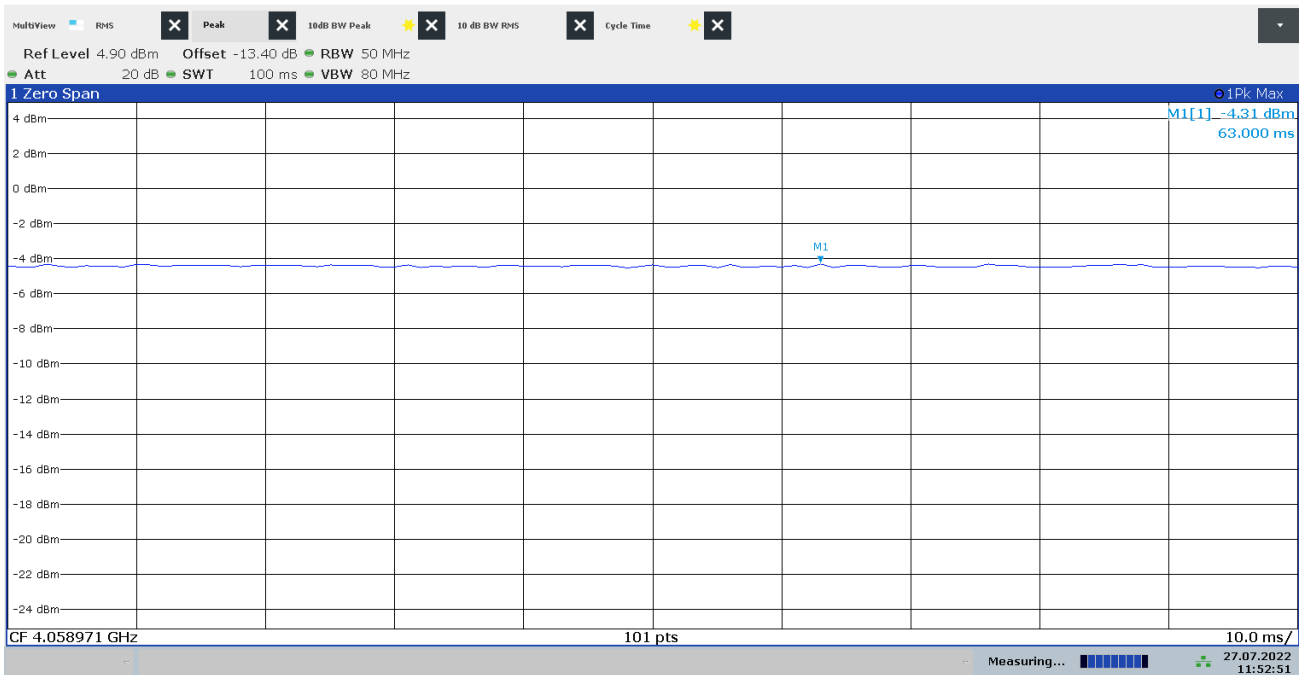 MultiView RMS Peak 10dB BW Peak 10 dB BW RMS Cycle Time
Ref Level 4.90 dBm Offset -13.40 dB RBW 50 MHz
Att 20 dB SWT 100 ms VBW 80 MHz
1 Zero Span 1Pk Max
M1[1] -4.31 dBm
63.000 ms
4 dBm
2 dBm
0 dBm
-2 dBm
M1
-4 dBm
-6 dBm
-8 dBm
-10 dBm
-12 dBm
-14 dBm
-16 dBm
-18 dBm
-20 dBm
-22 dBm
-24 dBm
CF 4.058971 GHz 101 pts 10.0 ms/
Measuring... 27.07.2022
11:52:51